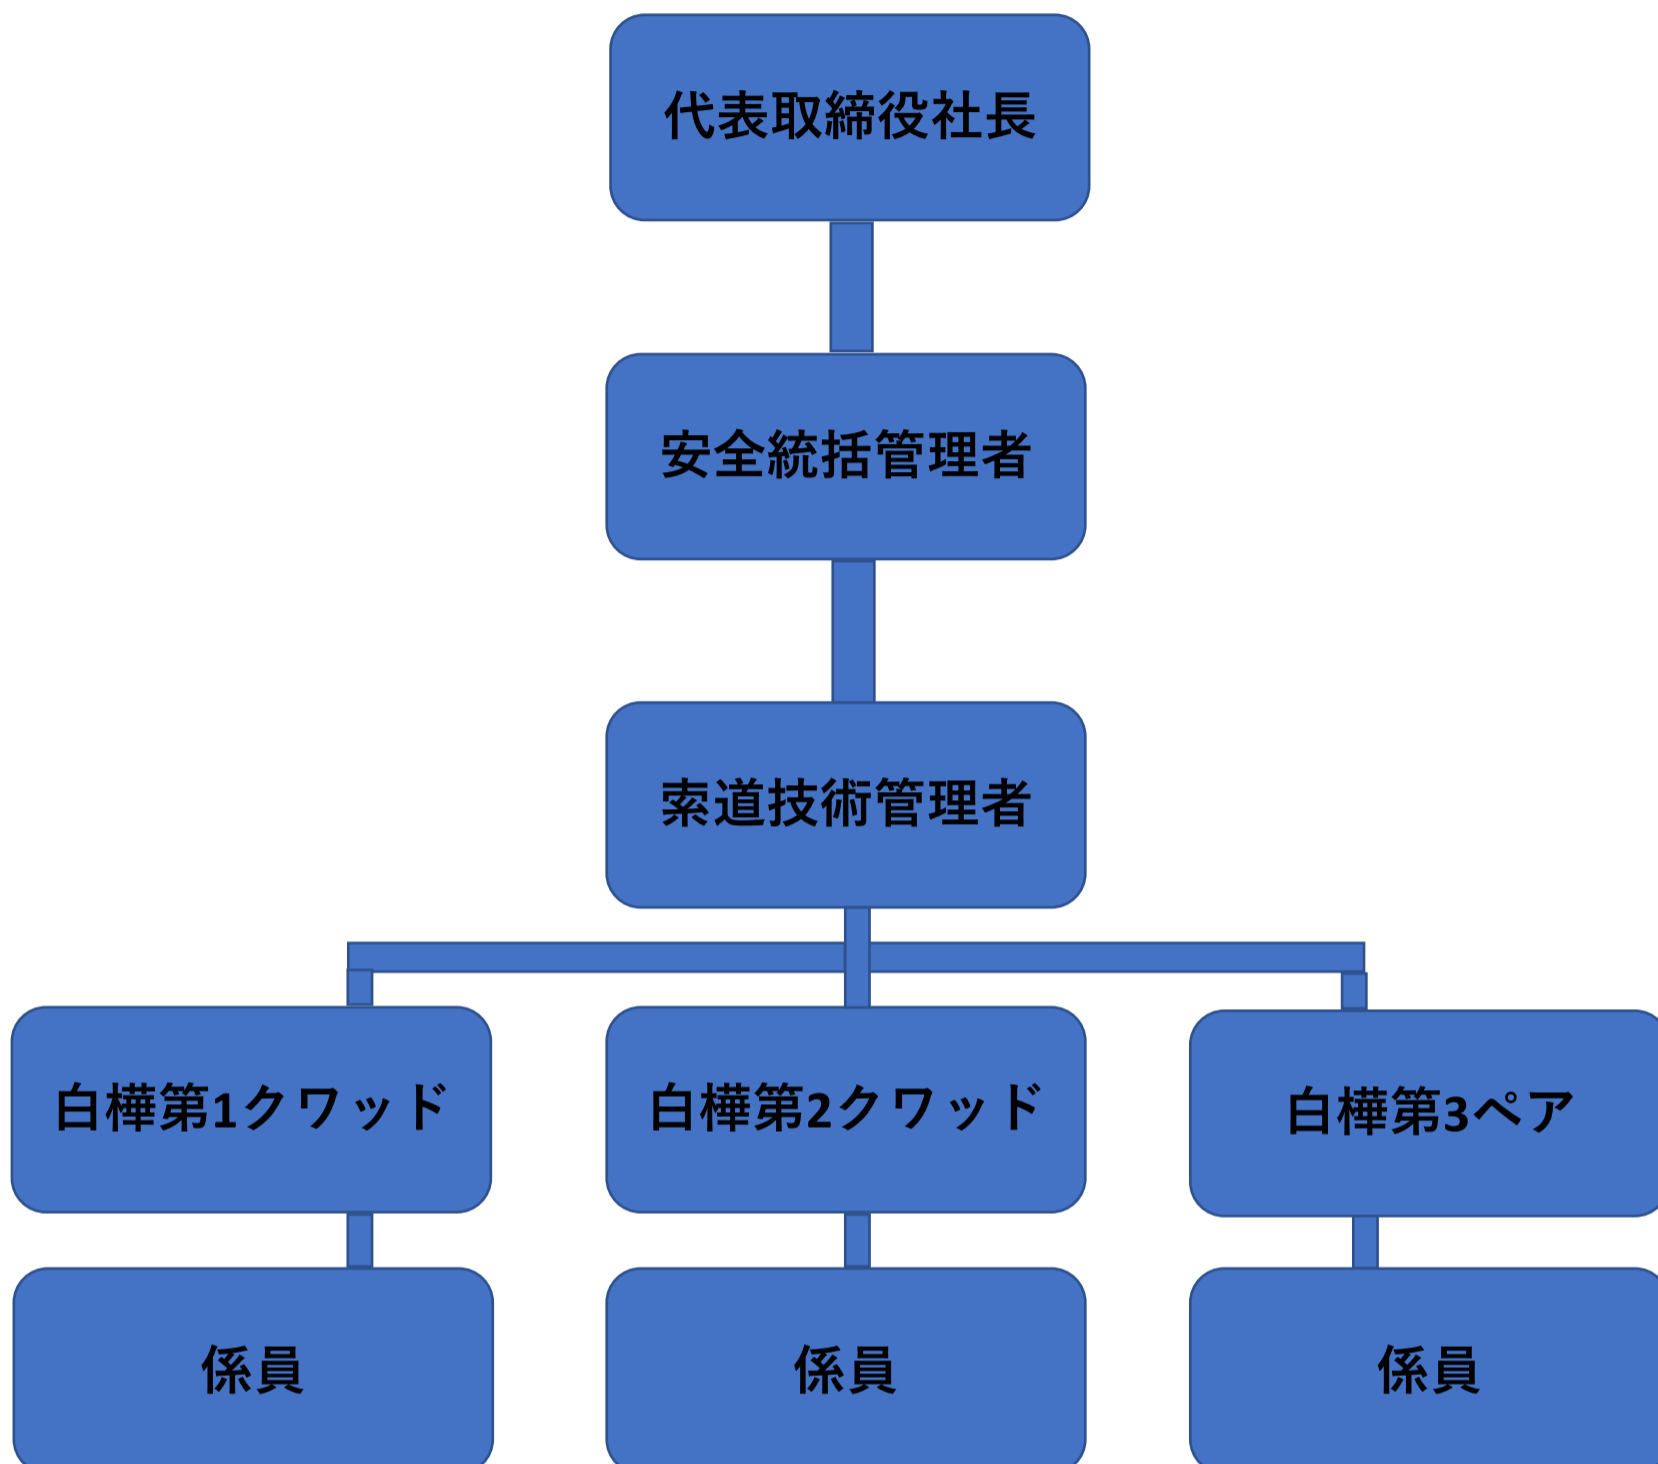 代表取締役社長
安全統括管理者
索道技術管理者
白樺第1クワッド
白樺第2クワッド
白樺第3ペア
係員
係員
係員